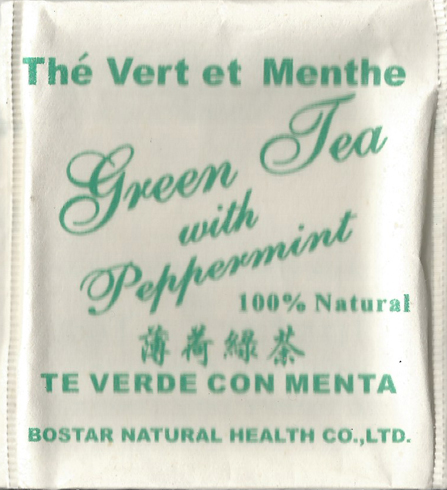 Thé Vert et Menthe
Green Tea
with
Peppermint
100% Natural
薄荷綠茶
TE VERDE CON MENTA
BOSTAR NATURAL HEALTH CO.,LTD.